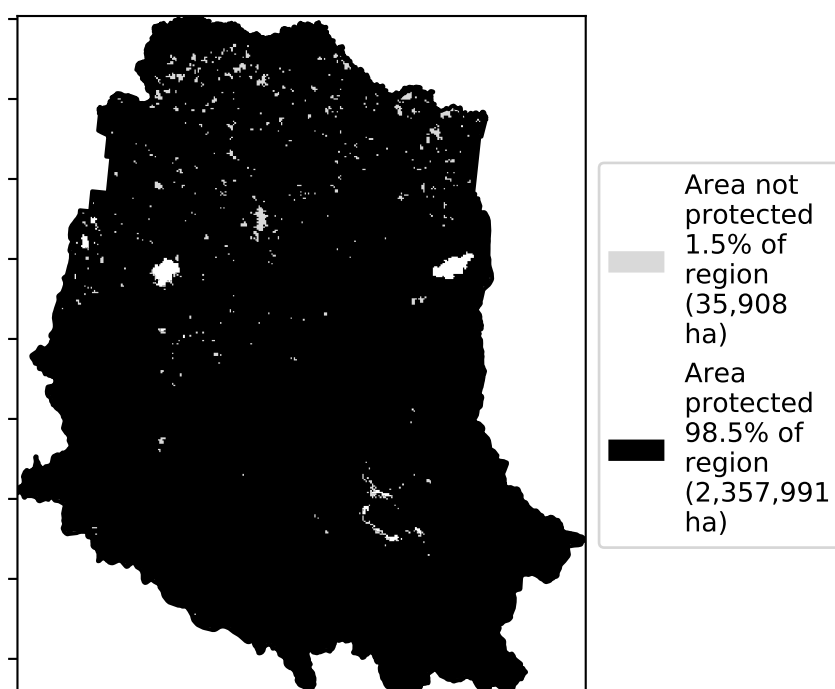 Area not
protected
1.5% of
region
(35,908
ha)
Area
protected
98.5% of
region
(2,357,991
ha)